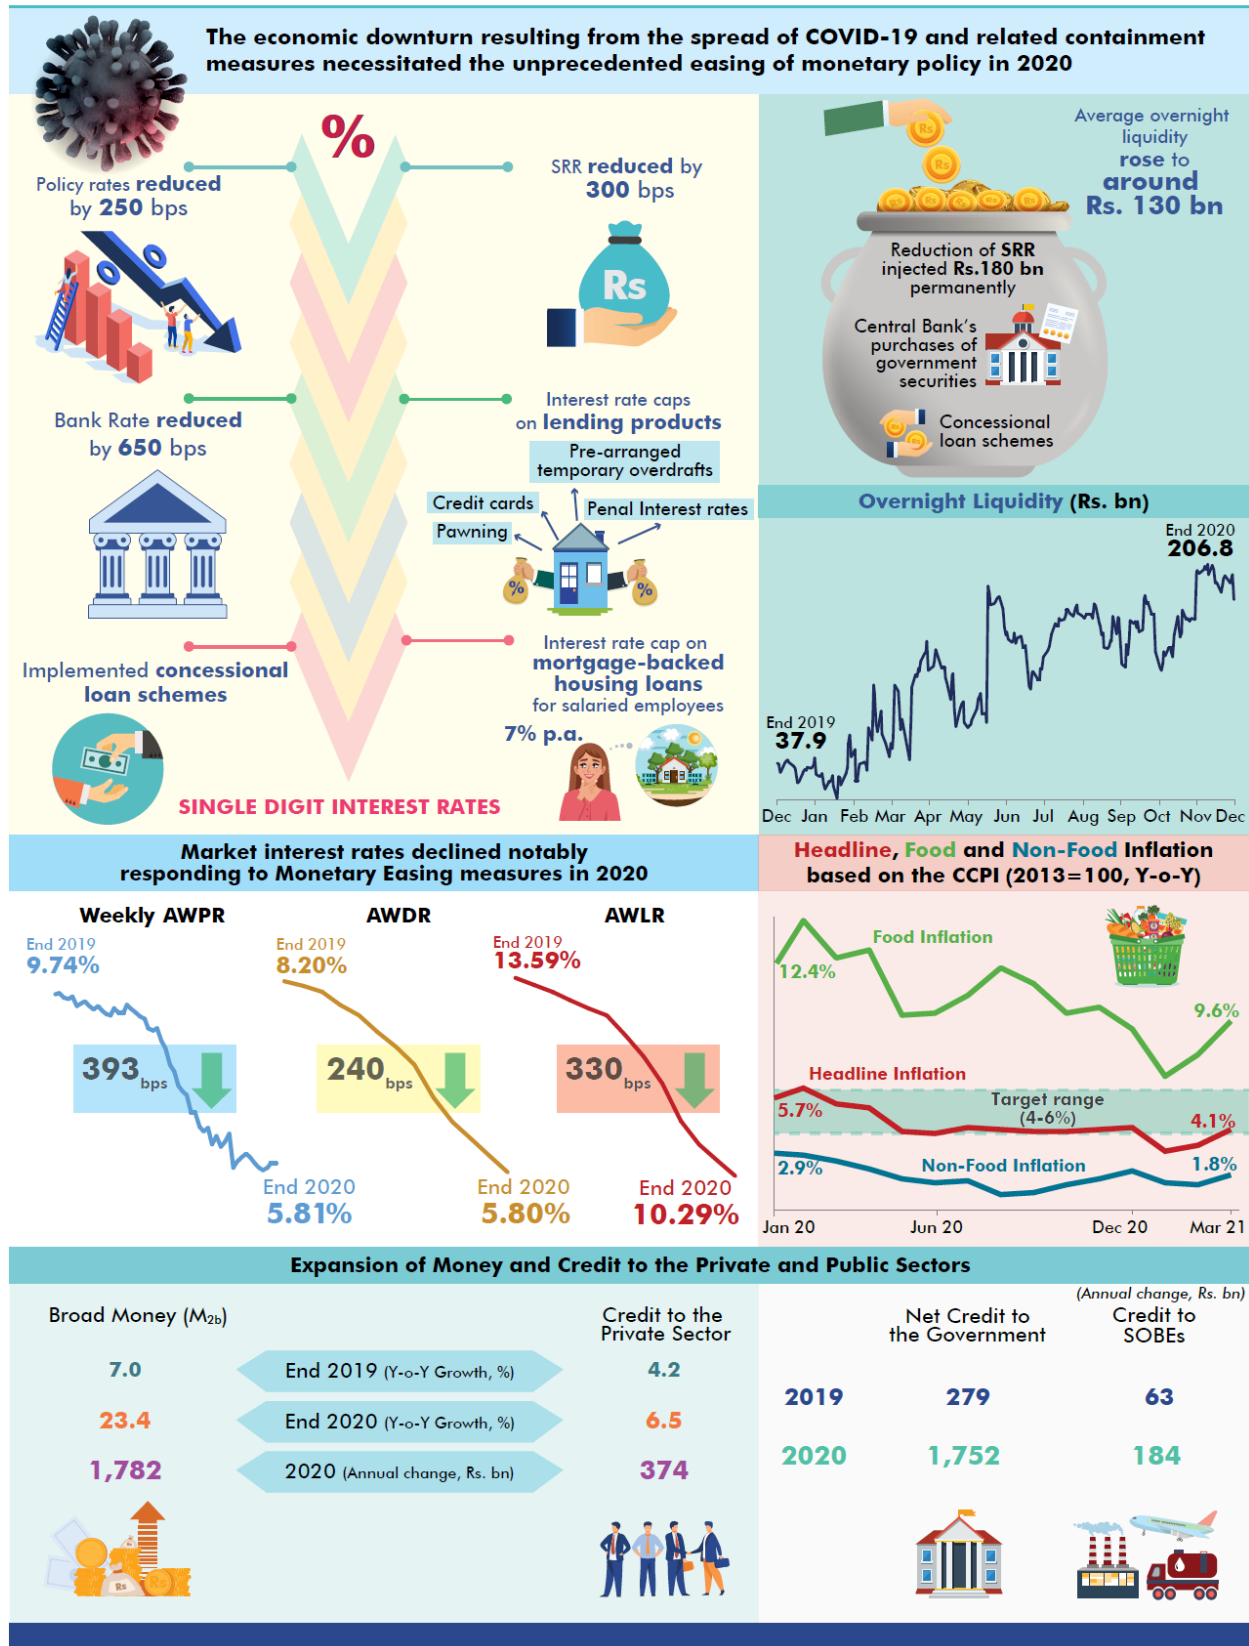 The economic downturn resulting from the spread of COVID-19 and related containment
measures necessitated the unprecedented easing of monetary policy in 2020
%
Policy rates reduced
by 250 bps
SRR reduced by
300 bps
Rs
Bank Rate reduced
by 650 bps
Interest rate caps
on lending products
Pre-arranged
temporary overdrafts
Credit cards
Penal Interest rates
Pawning
%
%
Implemented concessional
loan schemes
Interest rate cap on
mortgage-backed
housing loans
for salaried employees
7% p.a.
SINGLE DIGIT INTEREST RATES
Average overnight
liquidity
rose to
around
Rs. 130 bn
Rs
Rs
Reduction of SRR
injected Rs.180 bn
permanently
Central Bank's
purchases of
government
securities
Concessional
loan schemes
Overnight Liquidity (Rs. bn)
End 2020
206.8
End 2019
37.9
Dec Jan Feb Mar Apr May Jun Jul Aug Sep Oct Nov Dec
Market interest rates declined notably
responding to Monetary Easing measures in 2020
Weekly AWPR
End 2019
9.74%
393 bps
End 2020
5.81%
AWDR
End 2019
8.20%
240 bps
End 2020
5.80%
AWLR
End 2019
13.59%
330 bps
End 2020
10.29%
Headline, Food and Non-Food Inflation
based on the CCPI (2013=100, Y-o-Y)
Food Inflation
12.4%
9.6%
Headline Inflation
5.7%
Target range
(4-6%)
4.1%
2.9%
Non-Food Inflation
1.8%
Jan 20 Jun 20 Dec 20 Mar 21
Expansion of Money and Credit to the Private and Public Sectors
Broad Money (M2b)
Credit to the
Private Sector
7.0 End 2019 (Y-o-Y Growth, %) 4.2
23.4 End 2020 (Y-o-Y Growth, %) 6.5
1,782 2020 (Annual change, Rs. bn) 374
Rs
Rs
(Annual change, Rs. bn)
Net Credit to
the Government
Credit to
SOBEs
2019 279 63
2020 1,752 184